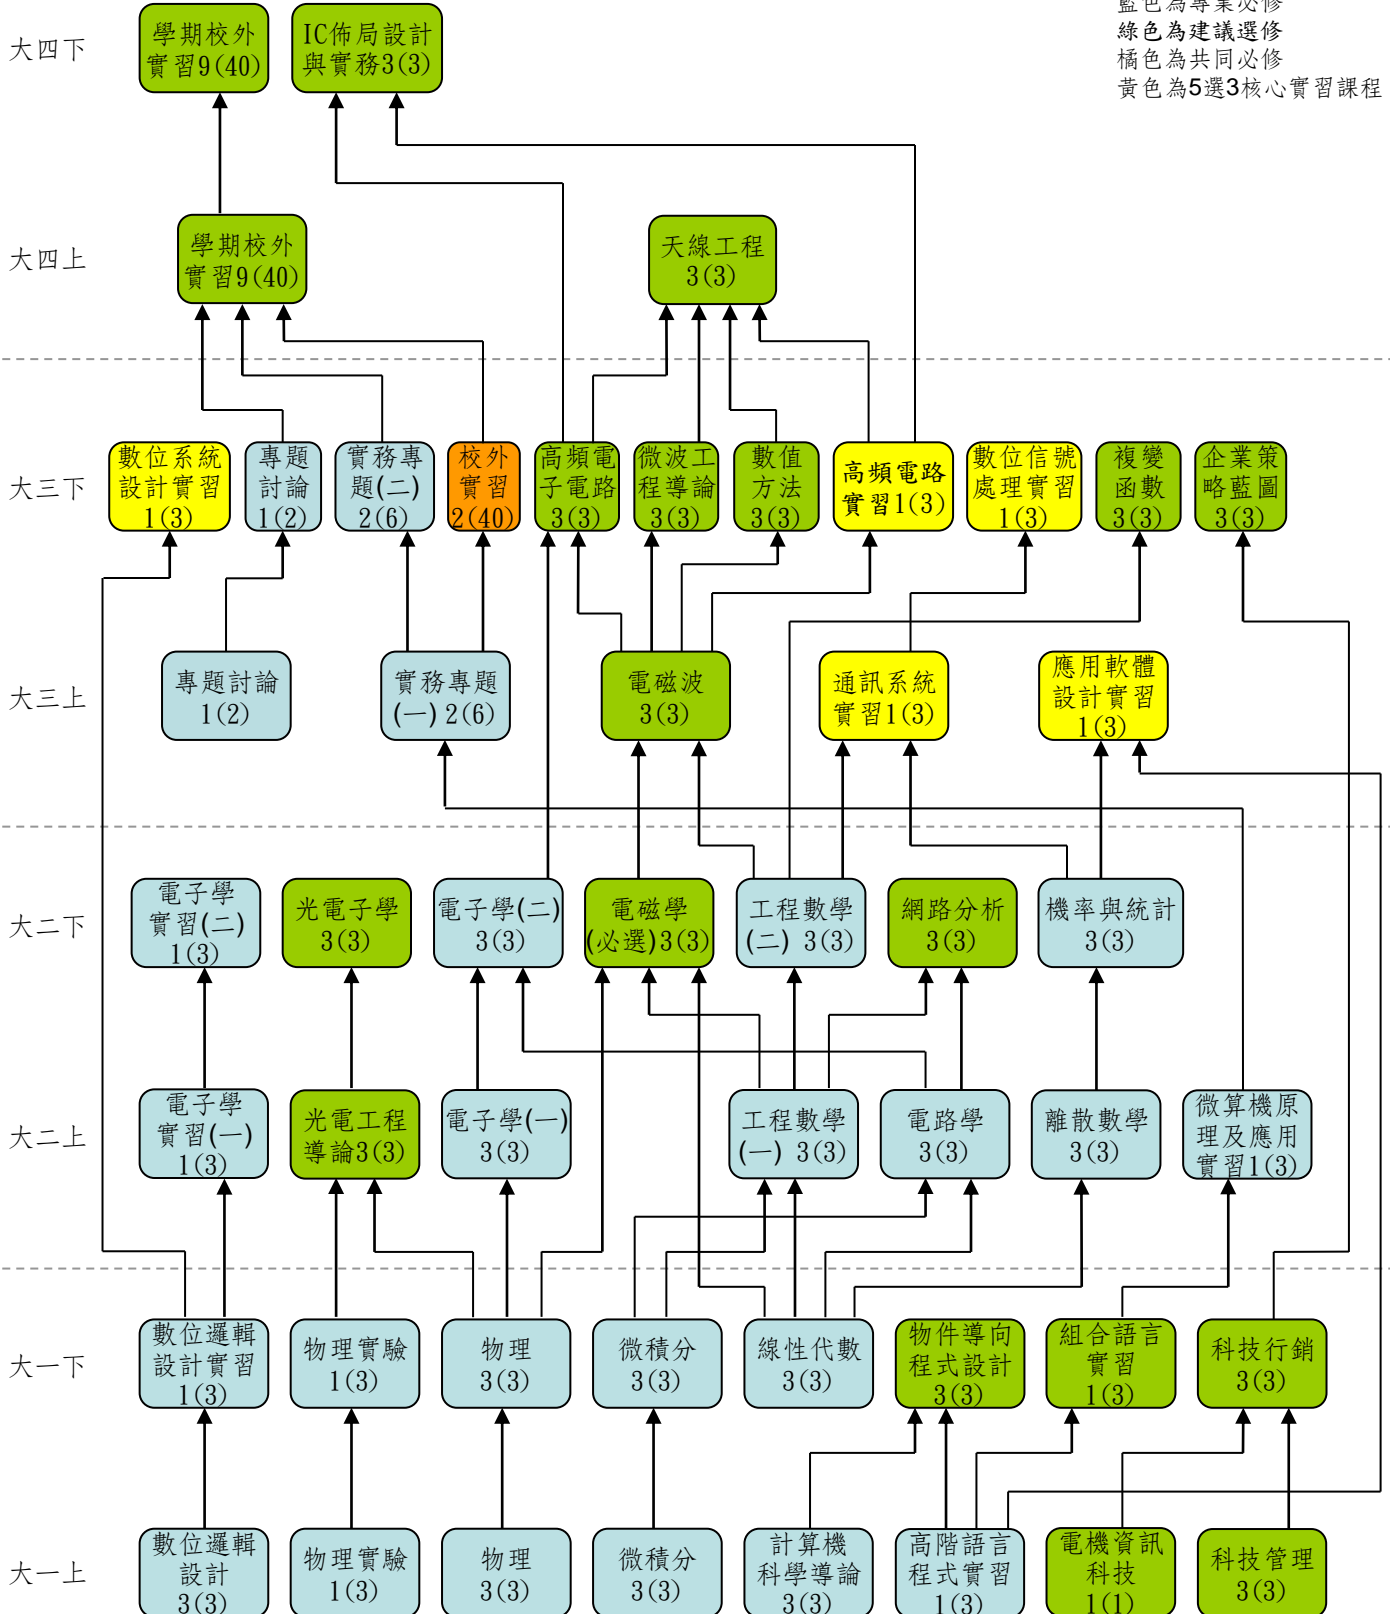 藍色為專業必修
綠色為建議選修
橘色為共同必修
黃色為5選3核心實習課程
大四下
學期校外
實習9(40)
IC佈局設計
與實務3(3)
大四上
學期校外
實習9(40)
天線工程
3(3)
大三下
數位系統
設計實習
1(3)
專題
討論
1(2)
實務專
題(二)
2(6)
校外
實習
2(40)
高頻電
子電路
3(3)
微波工
程導論
3(3)
數值
方法
3(3)
高頻電路
實習1(3)
數位信號
處理實習
1(3)
複變
函數
3(3)
企業策
略藍圖
3(3)
大三上
專題討論
1(2)
實務專題
(一) 2(6)
電磁波
3(3)
通訊系統
實習1(3)
應用軟體
設計實習
1(3)
大二下
電子學
實習(二)
1(3)
光電子學
3(3)
電子學(二)
3(3)
電磁學
(必選)3(3)
工程數學
(二) 3(3)
網路分析
3(3)
機率與統計
3(3)
大二上
電子學
實習(一)
1(3)
光電工程
導論3(3)
電子學(一)
3(3)
工程數學
(一) 3(3)
電路學
3(3)
離散數學
3(3)
微算機原
理及應用
實習1(3)
大一下
數位邏輯
設計實習
1(3)
物理實驗
1(3)
物理
3(3)
微積分
3(3)
線性代數
3(3)
物件導向
程式設計
3(3)
組合語言
實習
1(3)
科技行銷
3(3)
大一上
數位邏輯
設計
3(3)
物理實驗
1(3)
物理
3(3)
微積分
3(3)
計算機
科學導論
3(3)
高階語言
程式實習
1(3)
電機資訊
科技
1(1)
科技管理
3(3)